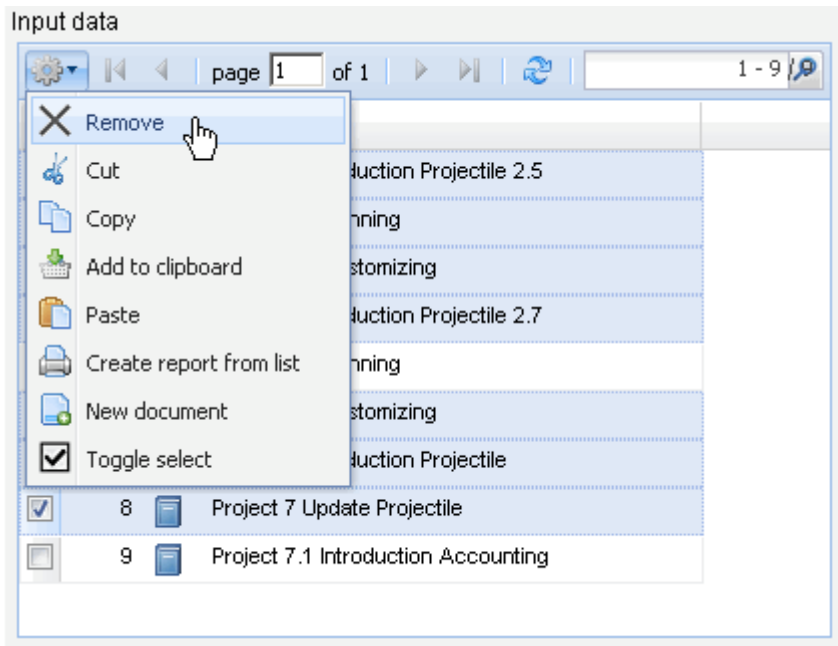 Input data
page 1 of 1 1 - 9 /
Remove
Cut
Copy
Add to clipboard
Paste
Create report from list
New document
Toggle select
duction Projectile 2.5
nning
stomizing
duction Projectile 2.7
nning
stomizing
duction Projectile
8 Project 7 Update Projectile
9 Project 7.1 Introduction Accounting